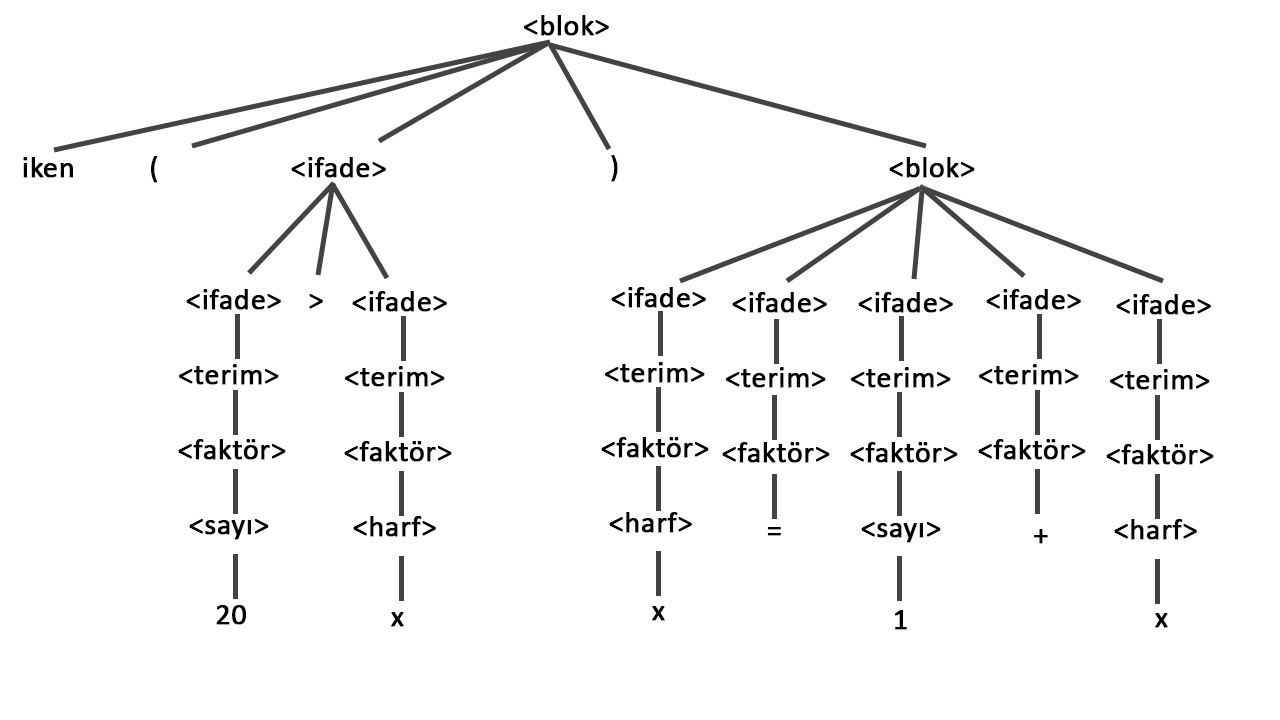 <blok>
iken ( <ifade> ) <blok>
<ifade> > <ifade> <ifade> <ifade> <ifade> <ifade> <ifade>
<terim> <terim> <terim> <terim> <terim> <terim> <terim>
<faktör> <faktör> <faktör> <faktör> <faktör> <faktör> <faktör>
<sayı> <harf> <harf> = <sayı> + <harf>
20 x x 1 x